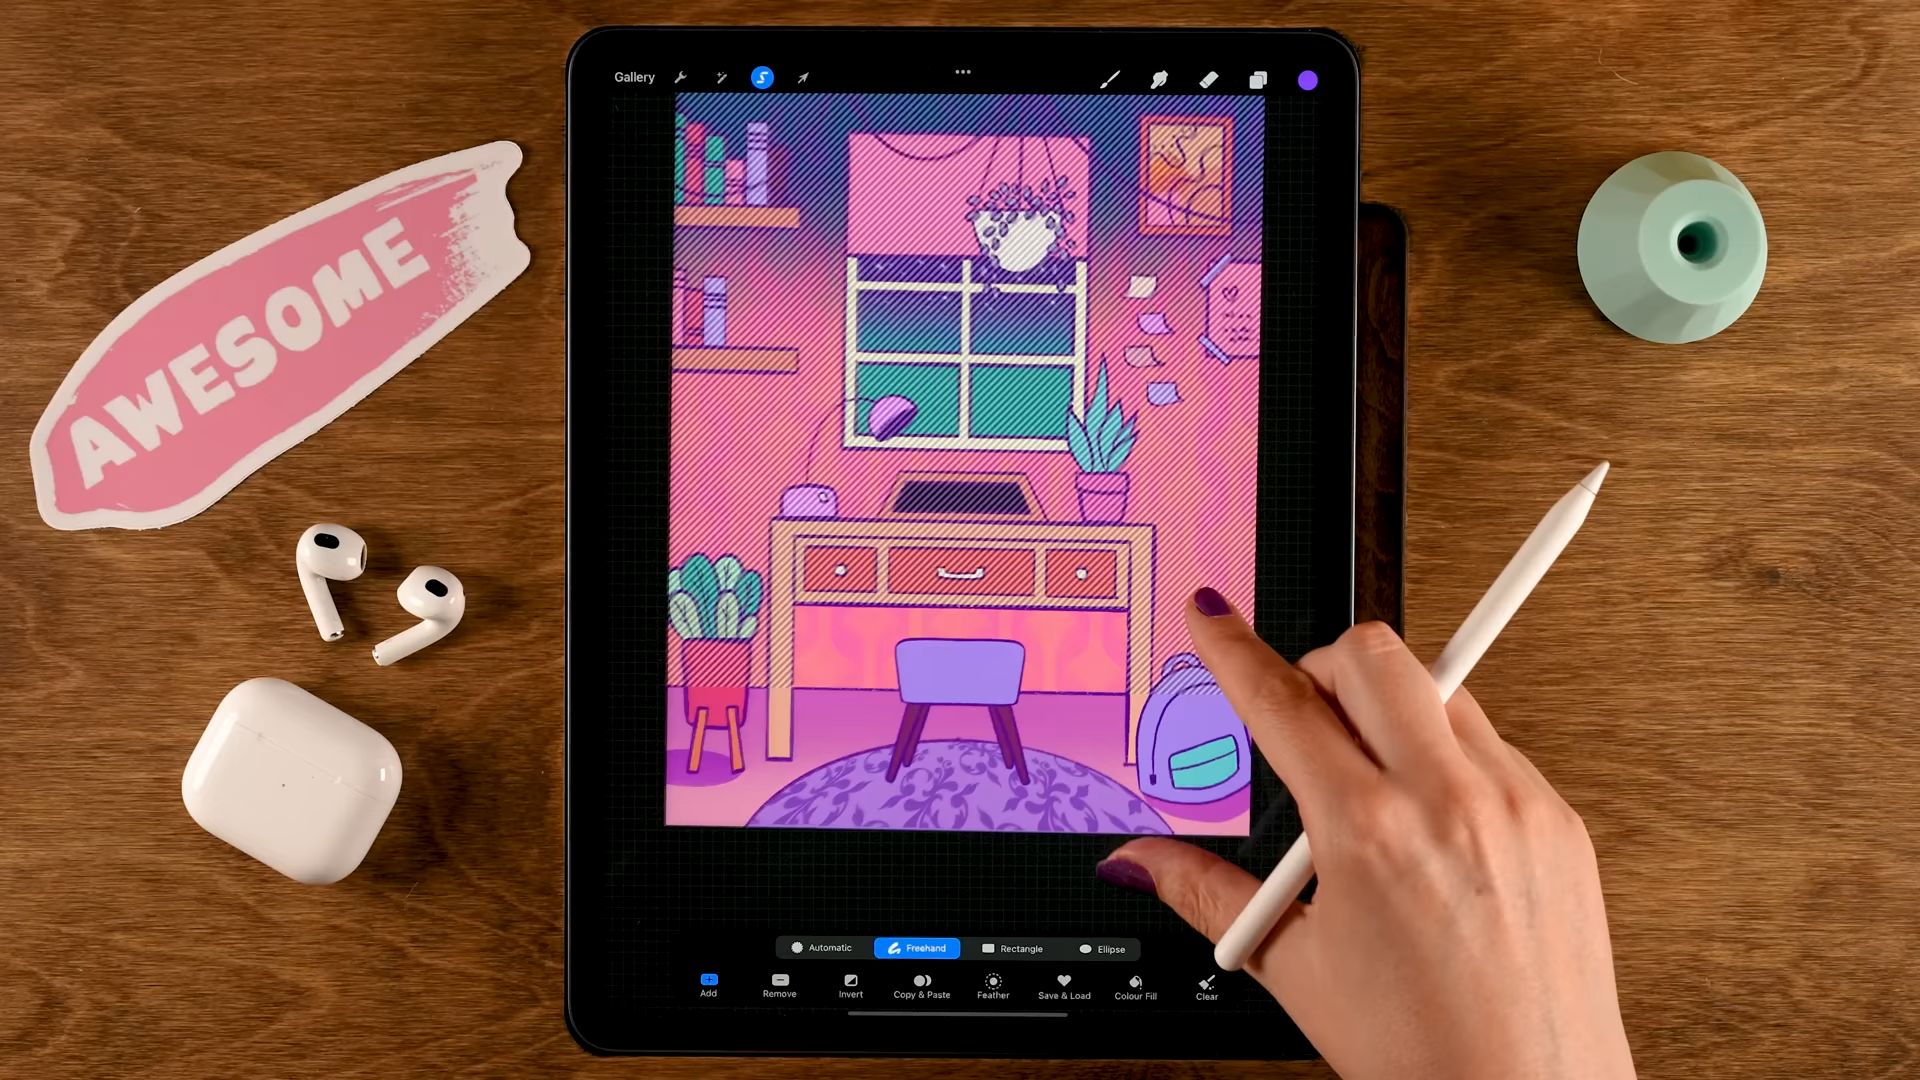 Gallery
AWESOME
Automatic
Freehand
Rectangle
Ellipse
Add
Remove
Invert
Copy & Paste
Feather
Save & Load
Colour Fill
Clear